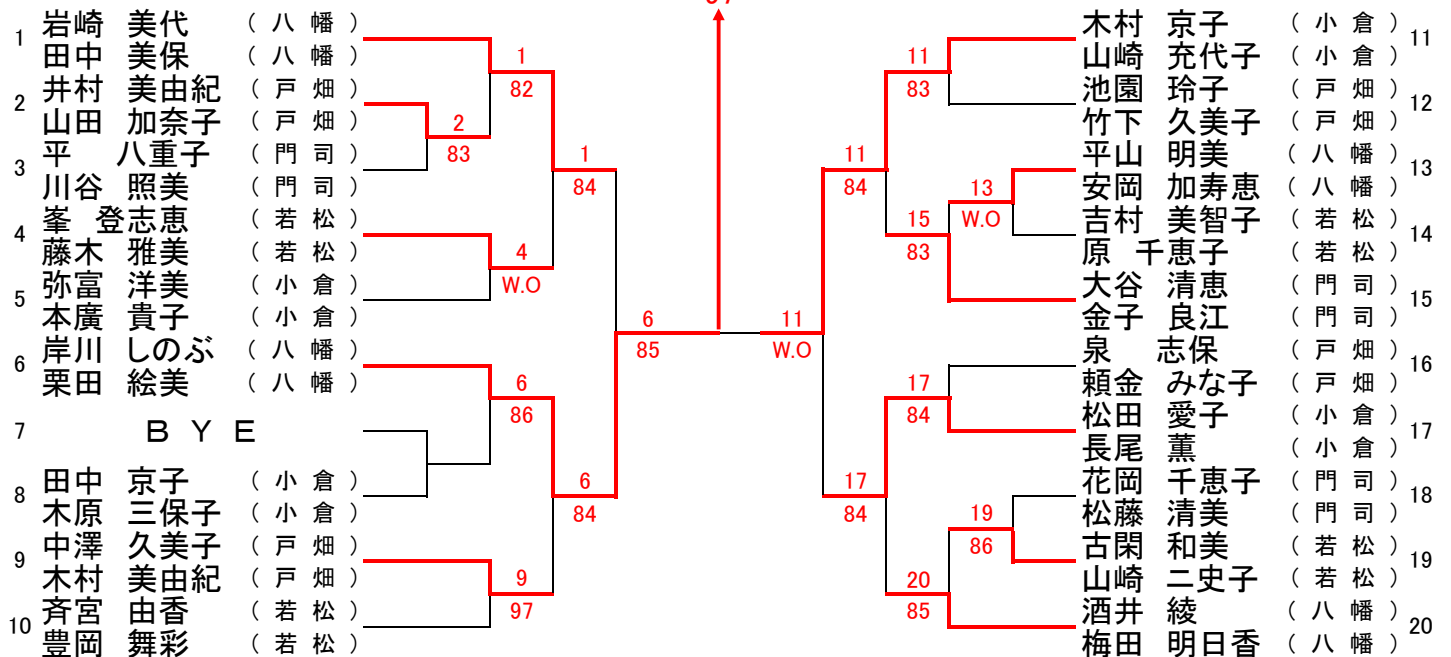 1 岩崎 美代 （八幡）
田中 美保 （八幡）
2 井村 美由紀 （戸畑）
山田 加奈子 （戸畑）
3 平 八重子 （門司）
川谷 照美 （門司）
4 峯 登志恵 （若松）
藤木 雅美 （若松）
5 弥富 洋美 （小倉）
本廣 貴子 （小倉）
6 岸川 しのぶ （八幡）
栗田 絵美 （八幡）
7 ＢＹＥ
8 田中 京子 （小倉）
木原 三保子 （小倉）
9 中澤 久美子 （戸畑）
木村 美由紀 （戸畑）
10 斉宮 由香 （若松）
豊岡 舞彩 （若松）
1
82
2
83
1
84
4
W.O
6
85
6
86
6
84
9
97
11
W.O
11
84
11
83
13
W.O
15
83
17
84
17
84
19
86
20
85
木村 京子 （小倉） 11
山崎 充代子 （小倉）
池園 玲子 （戸畑） 12
竹下 久美子 （戸畑）
平山 明美 （八幡） 13
安岡 加寿恵 （八幡）
吉村 美智子 （若松） 14
原 千恵子 （若松）
大谷 清恵 （門司） 15
金子 良江 （門司）
泉 志保 （戸畑） 16
頼金 みな子 （戸畑）
松田 愛子 （小倉） 17
長尾 薫 （小倉）
花岡 千恵子 （門司） 18
松藤 清美 （門司）
古閑 和美 （若松） 19
山崎 二史子 （若松）
酒井 綾 （八幡） 20
梅田 明日香 （八幡）